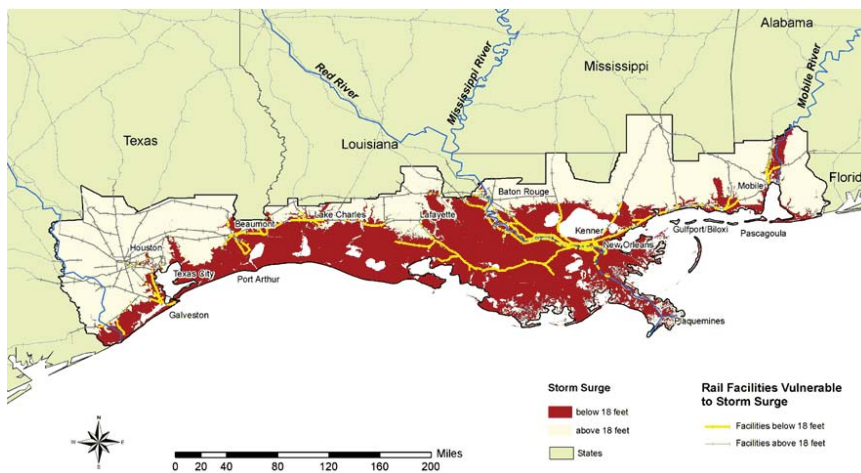 Alabama
Mississippi
Mississippi River
Mobile River
Red River
Texas
Louisiana
Florid
Baton Rouge
Mobile
Beaumont
Lake Charles
Lafayette
Kenner
Gulfport/Biloxi
Pascagoula
Houston
New Orleans
Texas City
Port Arthur
Galveston
Plaquemines
Storm Surge
below 18 feet
above 18 feet
States
Rail Facilities Vulnerable
to Storm Surge
Facilities below 18 feet
Facilities above 18 feet
N
W
E
S
Miles
0 20 40 80 120 160 200